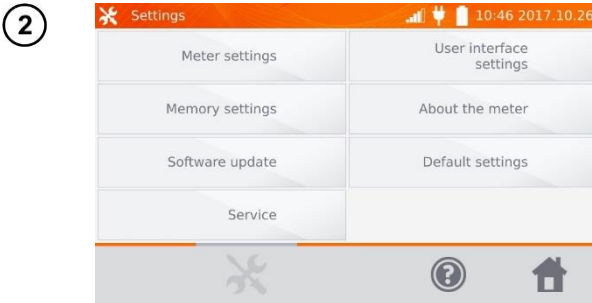 2
Settings
10:46 2017.10.26
Meter settings
User interface
settings
Memory settings
About the meter
Software update
Default settings
Service
?